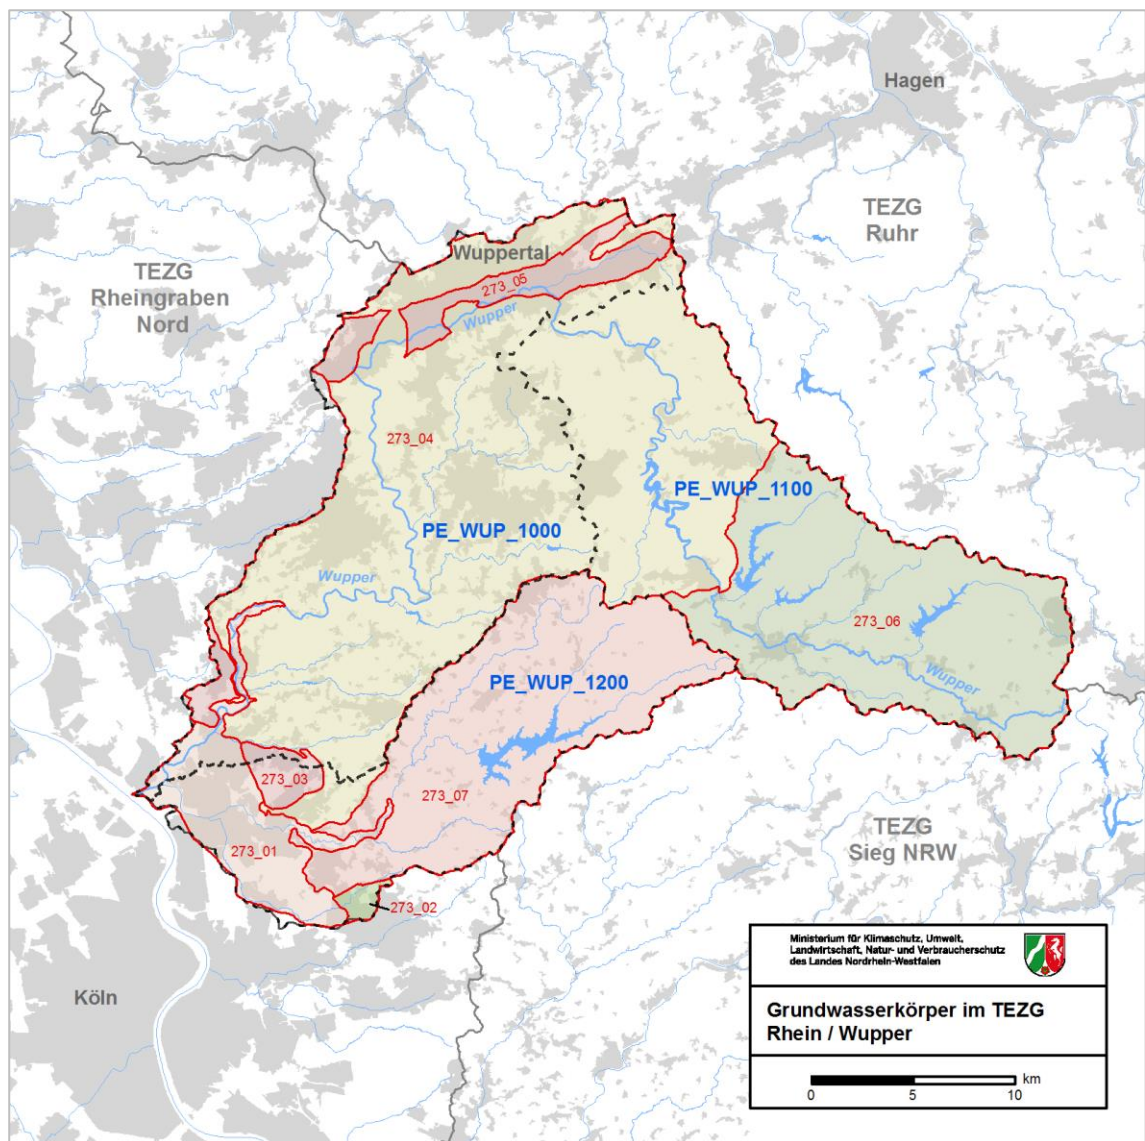 Hagen
TEZG
Ruhr
Wuppertal
TEZG
Rheingraben
Nord
273_05
Wupper
273_04
PE_WUP_1100
PE_WUP_1000
Wupper
273_06
Wupper
PE_WUP_1200
273_03
273_07
TEZG
Sieg NRW
273_01
273_02
Köln
Ministerium für Klimaschutz, Umwelt,
Landwirtschaft, Natur- und Verbraucherschutz
des Landes Nordrhein-Westfalen
Grundwasserkörper im TEZG
Rhein / Wupper
km
0 5 10